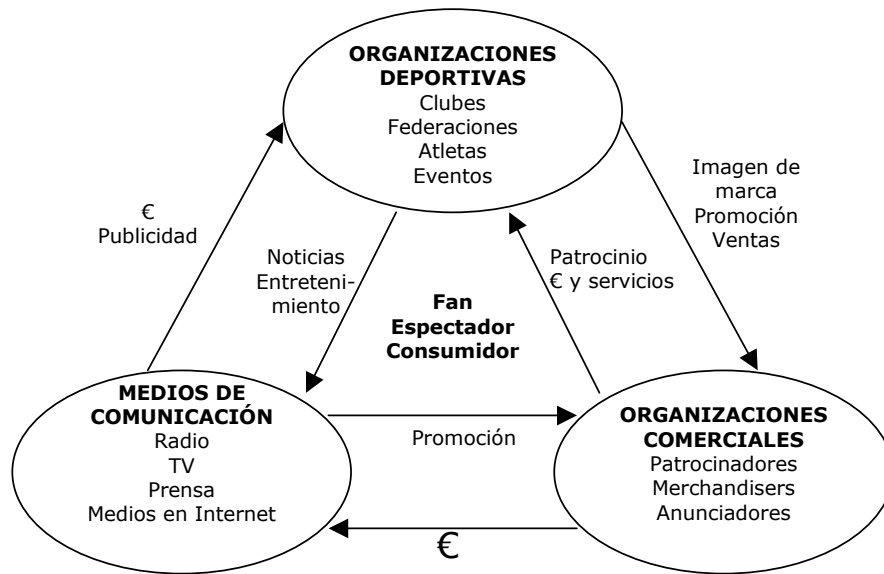 ORGANIZACIONES
DEPORTIVAS
Clubes
Federaciones
Atletas
Eventos
€
Publicidad
Noticias
Entreteni-
miento
Patrocinio
€ y servicios
Imagen de
marca
Promoción
Ventas
Fan
Espectador
Consumidor
MEDIOS DE
COMUNICACIÓN
Radio
TV
Prensa
Medios en Internet
Promoción
€
ORGANIZACIONES
COMERCIALES
Patrocinadores
Merchandisers
Anunciadores